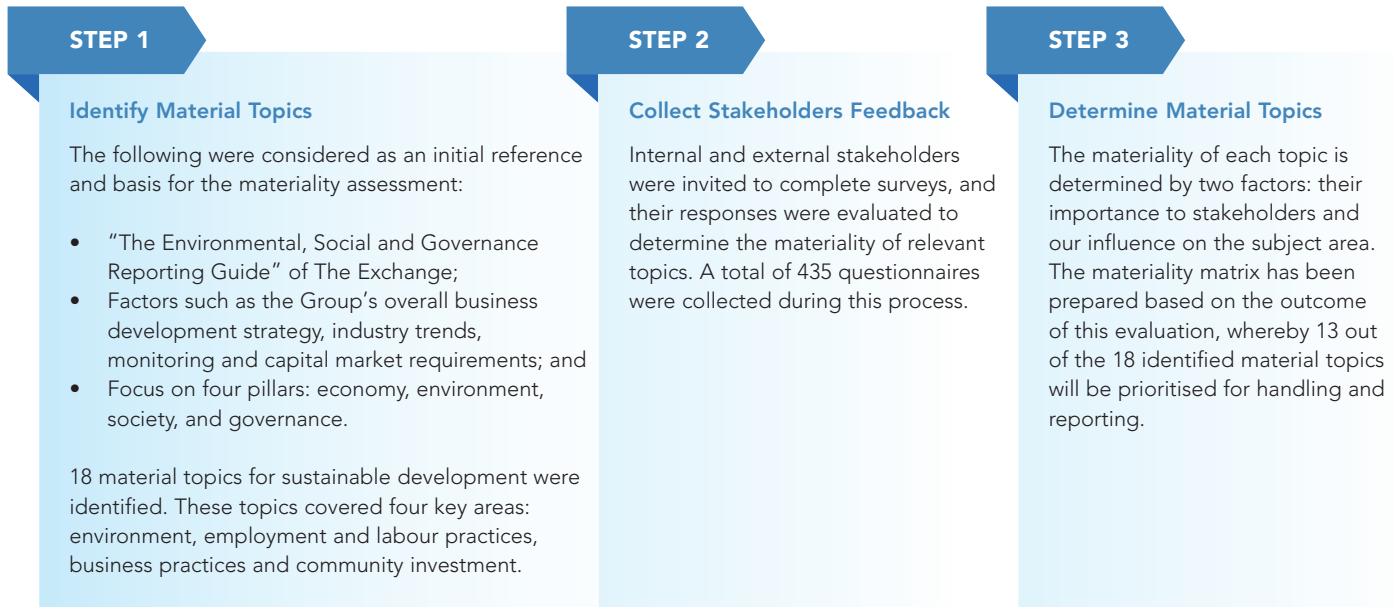 STEP 1
Identify Material Topics
The following were considered as an initial reference
and basis for the materiality assessment:
• "The Environmental, Social and Governance
Reporting Guide" of The Exchange;
• Factors such as the Group's overall business
development strategy, industry trends,
monitoring and capital market requirements; and
• Focus on four pillars: economy, environment,
society, and governance.
18 material topics for sustainable development were
identified. These topics covered four key areas:
environment, employment and labour practices,
business practices and community investment.
STEP 2
Collect Stakeholders Feedback
Internal and external stakeholders
were invited to complete surveys, and
their responses were evaluated to
determine the materiality of relevant
topics. A total of 435 questionnaires
were collected during this process.
STEP 3
Determine Material Topics
The materiality of each topic is
determined by two factors: their
importance to stakeholders and
our influence on the subject area.
The materiality matrix has been
prepared based on the outcome
of this evaluation, whereby 13 out
of the 18 identified material topics
will be prioritised for handling and
reporting.